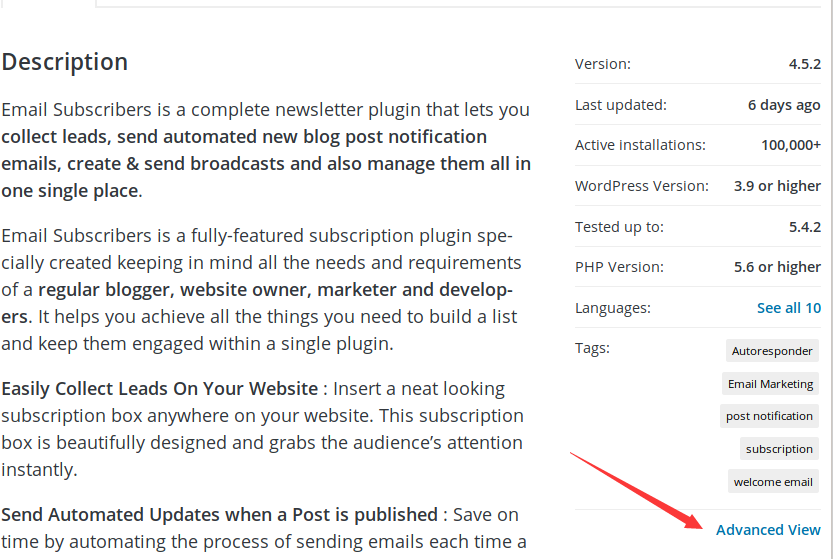 Description
Email Subscribers is a complete newsletter plugin that lets you
collect leads, send automated new blog post notification
emails, create & send broadcasts and also manage them all in
one single place.
Email Subscribers is a fully-featured subscription plugin spe-
cially created keeping in mind all the needs and requirements
of a regular blogger, website owner, marketer and develop-
ers. It helps you achieve all the things you need to build a list
and keep them engaged within a single plugin.
Easily Collect Leads On Your Website : Insert a neat looking
subscription box anywhere on your website. This subscription
box is beautifully designed and grabs the audience’s attention
instantly.
Send Automated Updates when a Post is published : Save on
time by automating the process of sending emails each time a
Version: 4.5.2
Last updated: 6 days ago
Active installations: 100,000+
WordPress Version: 3.9 or higher
Tested up to: 5.4.2
PHP Version: 5.6 or higher
Languages: See all 10
Tags: Autoresponder
Email Marketing
post notification
subscription
welcome email
Advanced View